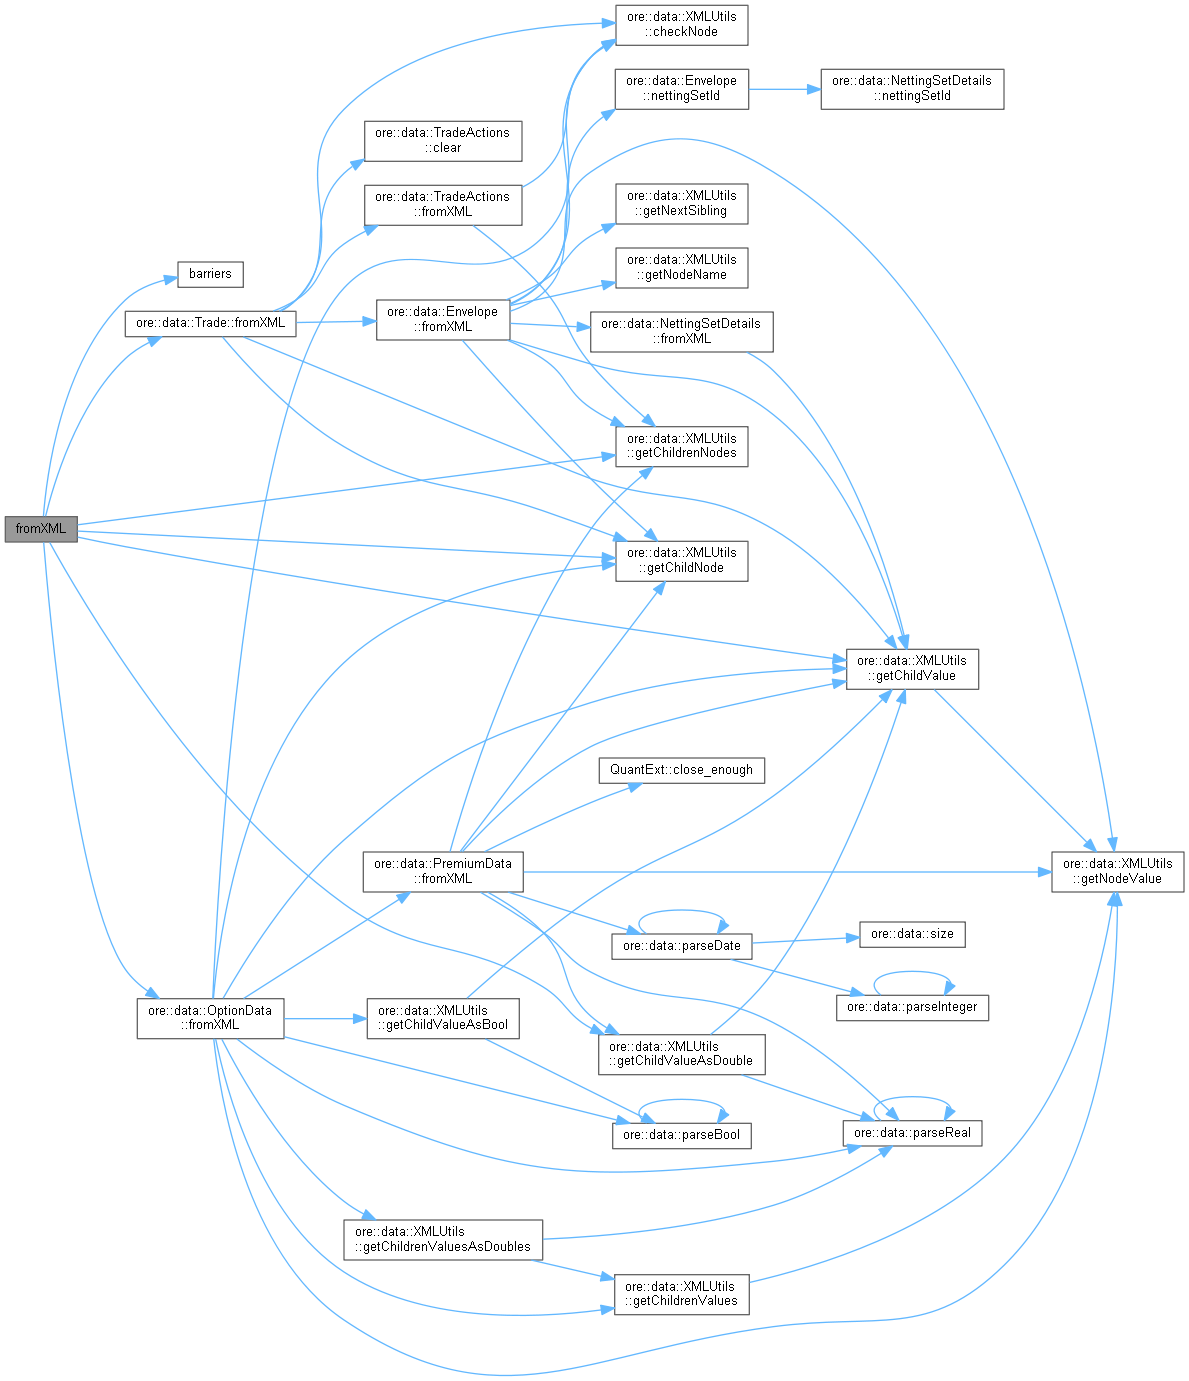 ore::data::XMLUtils
::checkNode
ore::data::Envelope
::nettingSetId
ore::data::NettingSetDetails
::nettingSetId
ore::data::TradeActions
::clear
ore::data::TradeActions
::fromXML
ore::data::XMLUtils
::getNextSibling
barriers
ore::data::XMLUtils
::getNodeName
ore::data::Trade::fromXML
ore::data::Envelope
::fromXML
ore::data::NettingSetDetails
::fromXML
ore::data::XMLUtils
::getChildrenNodes
fromXML
ore::data::XMLUtils
::getChildNode
ore::data::XMLUtils
::getChildValue
QuantExt::close_enough
ore::data::PremiumData
::fromXML
ore::data::XMLUtils
::getNodeValue
ore::data::parseDate
ore::data::size
ore::data::OptionData
::fromXML
ore::data::XMLUtils
::getChildValueAsBool
ore::data::parseInteger
ore::data::XMLUtils
::getChildValueAsDouble
ore::data::parseBool
ore::data::parseReal
ore::data::XMLUtils
::getChildrenValuesAsDoubles
ore::data::XMLUtils
::getChildrenValues